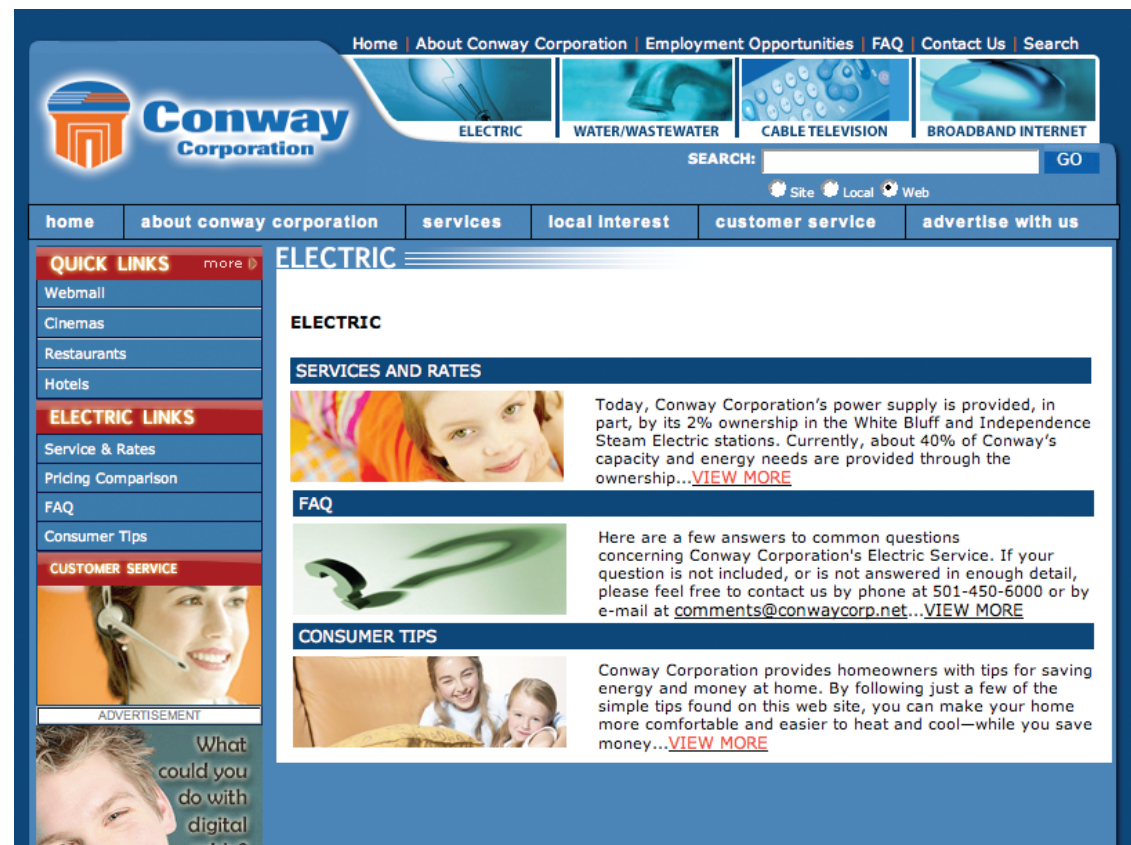 Home | About Conway Corporation | Employment Opportunities | FAQ | Contact Us | Search
Conway
Corporation
ELECTRIC
WATER/WASTEWATER
CABLE TELEVISION
BROADBAND INTERNET
SEARCH:
GO
Site Local Web
home
about conway corporation
services
local interest
customer service
advertise with us
QUICK LINKS more
Webmail
Cinemas
Restaurants
Hotels
ELECTRIC LINKS
Service & Rates
Pricing Comparison
FAQ
Consumer Tips
CUSTOMER SERVICE
ADVERTISEMENT
What
could you
do with
digital
ELECTRIC
ELECTRIC
SERVICES AND RATES
Today, Conway Corporation’s power supply is provided, in
part, by its 2% ownership in the White Bluff and Independence
Steam Electric stations. Currently, about 40% of Conway’s
capacity and energy needs are provided through the
ownership...VIEW MORE
FAQ
Here are a few answers to common questions
concerning Conway Corporation's Electric Service. If your
question is not included, or is not answered in enough detail,
please feel free to contact us by phone at 501-450-6000 or by
e-mail at comments@conwaycorp.net...VIEW MORE
CONSUMER TIPS
Conway Corporation provides homeowners with tips for saving
energy and money at home. By following just a few of the
simple tips found on this web site, you can make your home
more comfortable and easier to heat and cool—while you save
money...VIEW MORE